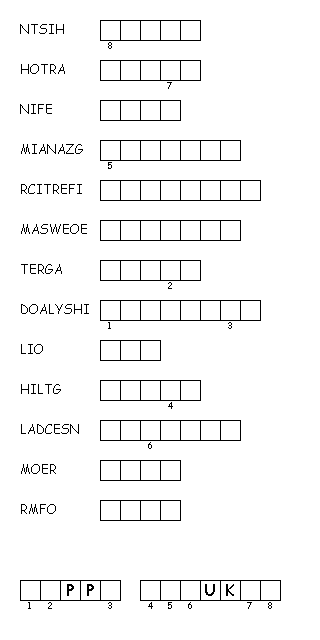 NTSIH
8
HOTRA
7
NIFE
MIANAZG
5
RCITREFI
MASWEOE
TERGA
2
DOALYSHI
1 3
LIO
HILTG
4
LADCESN
6
MOER
RMFO
P P U K
1 2 3 4 5 6 7 8